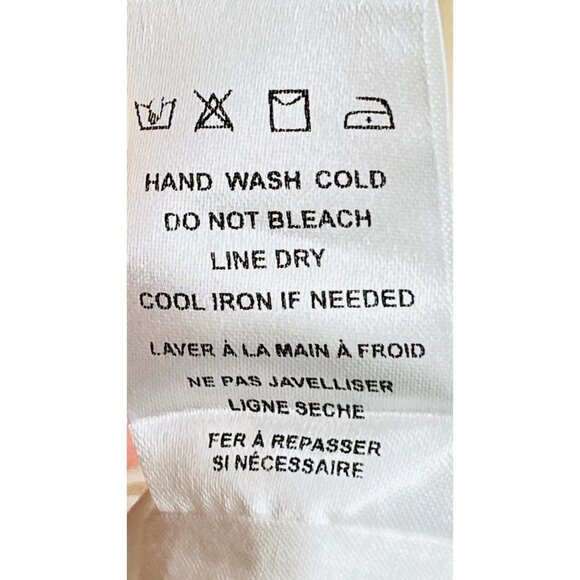 HAND WASH COLD
DO NOT BLEACH
LINE DRY
COOL IRON IF NEEDED
LAVER À LA MAIN À FROID
NE PAS JAVELLISER
LIGNE SECHE
FER À REPASSER
SI NÉCESSAIRE